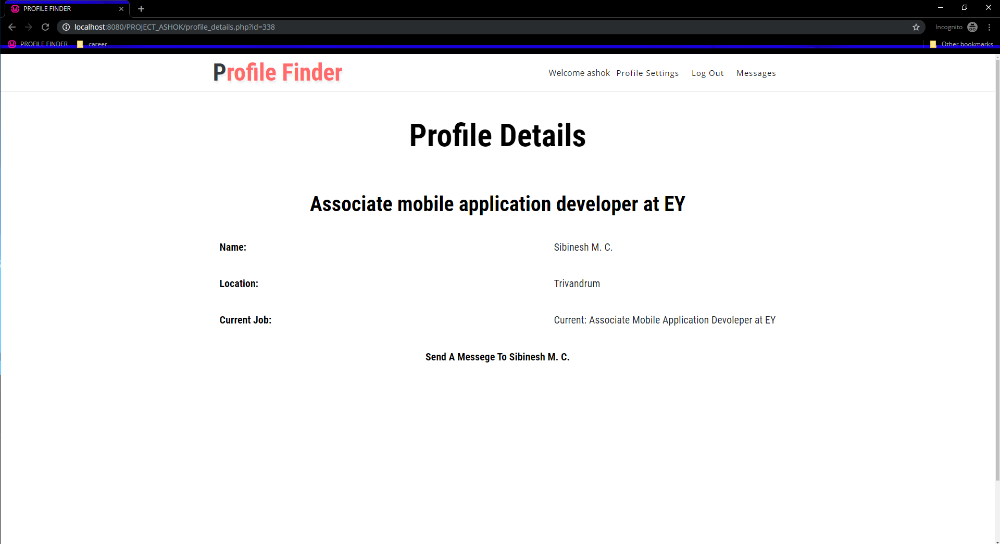 PROFILE FINDER
localhost:8080/PROJECT_ASHOK/profile_details.php?id=338
Incognito
PROFILE FINDER career Other bookmarks
Profile Finder
Welcome ashok Profile Settings Log Out Messages
Profile Details
Associate mobile application developer at EY
Name: Sibinesh M. C.
Location: Trivandrum
Current Job: Current: Associate Mobile Application Devoleper at EY
Send A Messege To Sibinesh M. C.